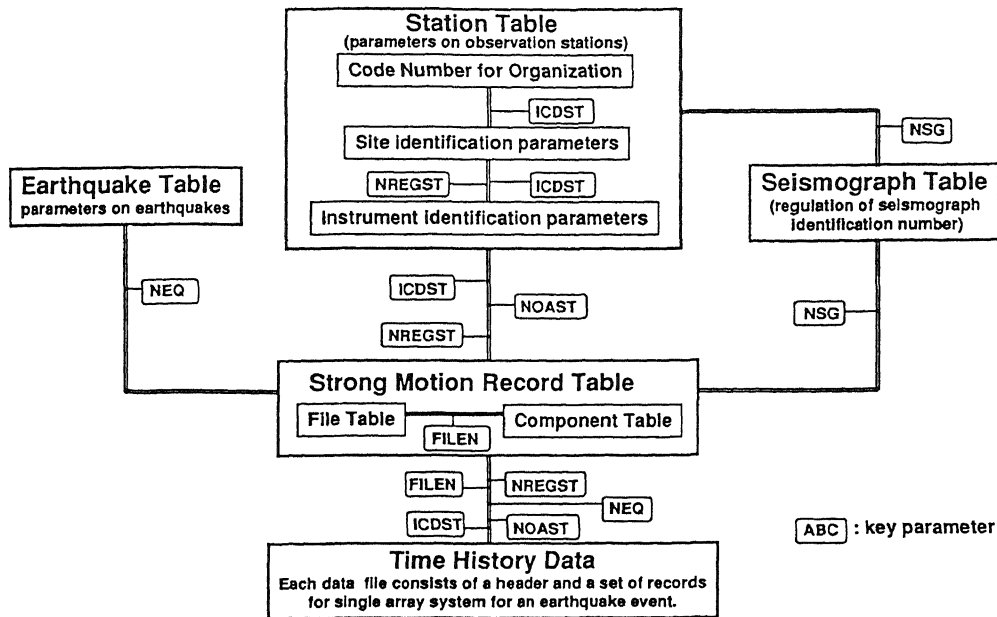 Station Table
(parameters on observation stations)
Code Number for Organization
ICDST
NSG
Site identification parameters
NREGST
ICDST
Instrument identification parameters
Earthquake Table
parameters on earthquakes
Seismograph Table
(regulation of seismograph
identification number)
NEQ
ICDST
NOAST
NREGST
NSG
Strong Motion Record Table
File Table
Component Table
FILEN
FILEN
NREGST
NEQ
ICDST
NOAST
ABC : key parameter
Time History Data
Each data file consists of a header and a set of records
for single array system for an earthquake event.